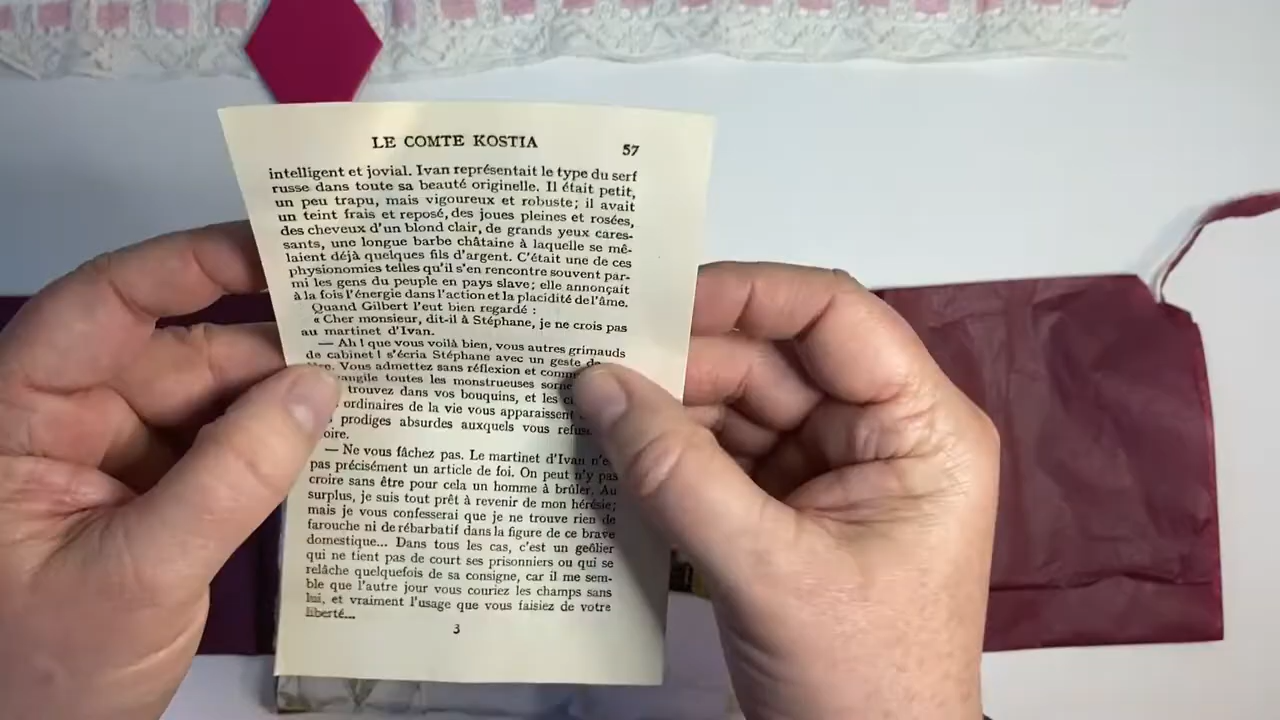 LE COMTE KOSTIA
57
intelligent et jovial. Ivan représentait le type du serf
russe dans toute sa beauté originelle. Il était petit,
un peu trapu, mais vigoureux et robuste; il avait
un teint frais et reposé, des joues pleines et rosées,
des cheveux d'un blond clair, de grands yeux cares-
sants, une longue barbe châtaine à laquelle se mê-
laient déjà quelques fils d'argent. C'était une de ces
physionomies telles qu'il s'en rencontre souvent par-
mi les gens du peuple en pays slave; elle annonçait
à la fois l'énergie dans l'action et la placidité de l'âme.
Quand Gilbert l'eut bien regardé :
« Cher monsieur, dit-il à Stéphane, je ne crois pas
au martinet d'Ivan.
— Ah! que vous voilà bien, vous autres grimauds
de cabinet! s'écria Stéphane avec un geste de
Vous admettez sans réflexion et
toutes les monstrueuses
trouvez dans vos bouquins, et les
ordinaires de la vie vous apparaissent
prodiges absurdes auxquels vous
oire.
— Ne vous fâchez pas. Le martinet d'Ivan n'e
pas précisément un article de foi. On peut n'y pas
croire sans être pour cela un homme à brûler. Au
surplus, je suis tout prêt à revenir de mon hérésie;
mais je vous confesserai que je ne trouve rien de
farouche ni de rébarbatif dans la figure de ce brave
domestique... Dans tous les cas, c'est un geôlier
qui ne tient pas de court ses prisonniers ou qui se
relâche quelquefois de sa consigne, car il me sem-
ble que l'autre jour vous couriez les champs sans
lui, et vraiment l'usage que vous faisiez de votre
liberté...
3